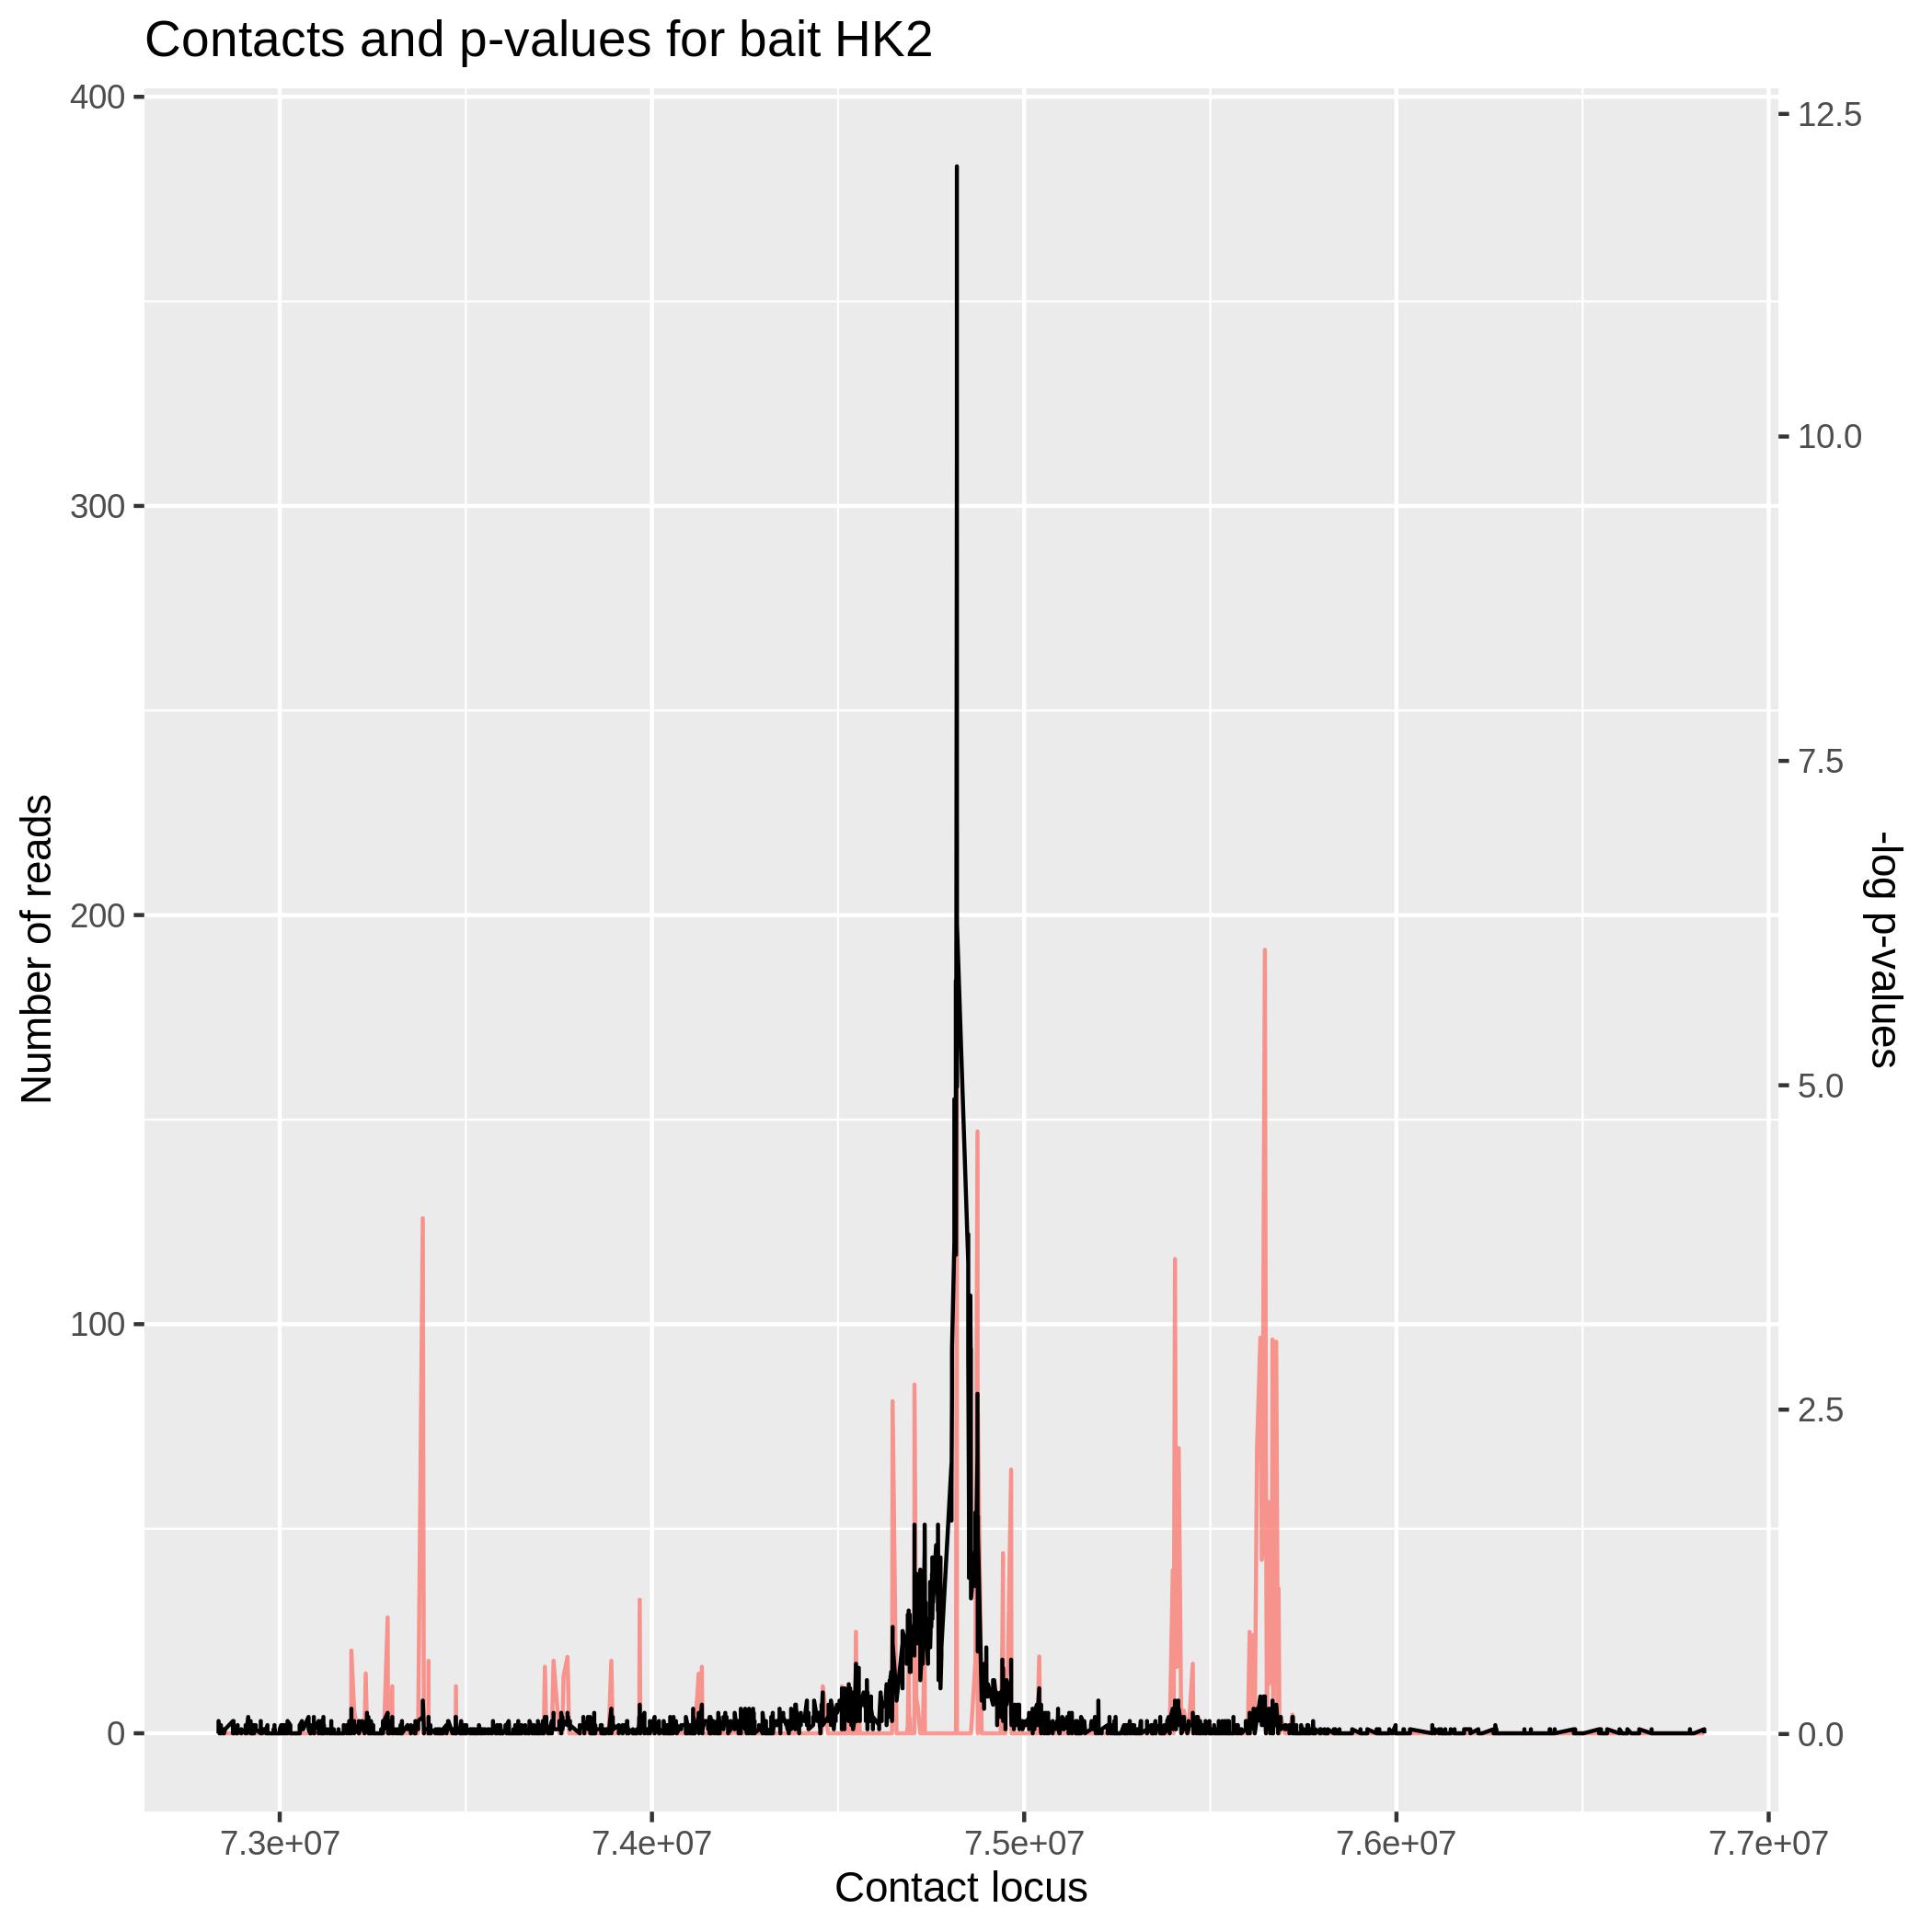 Contacts and p-values for bait HK2
400
300
200
100
0
Number of reads
12.5
10.0
7.5
5.0
2.5
0.0
-log p-values
7.3e+07
7.4e+07
7.5e+07
7.6e+07
7.7e+07
Contact locus